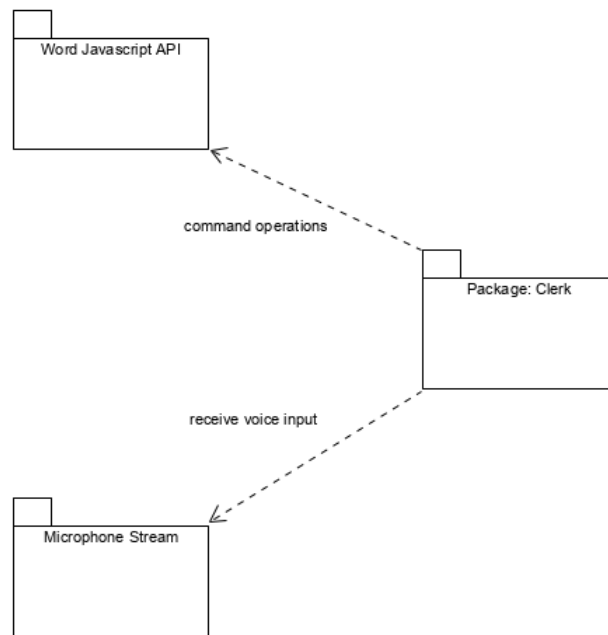 Word Javascript API
command operations
Package: Clerk
receive voice input
Microphone Stream